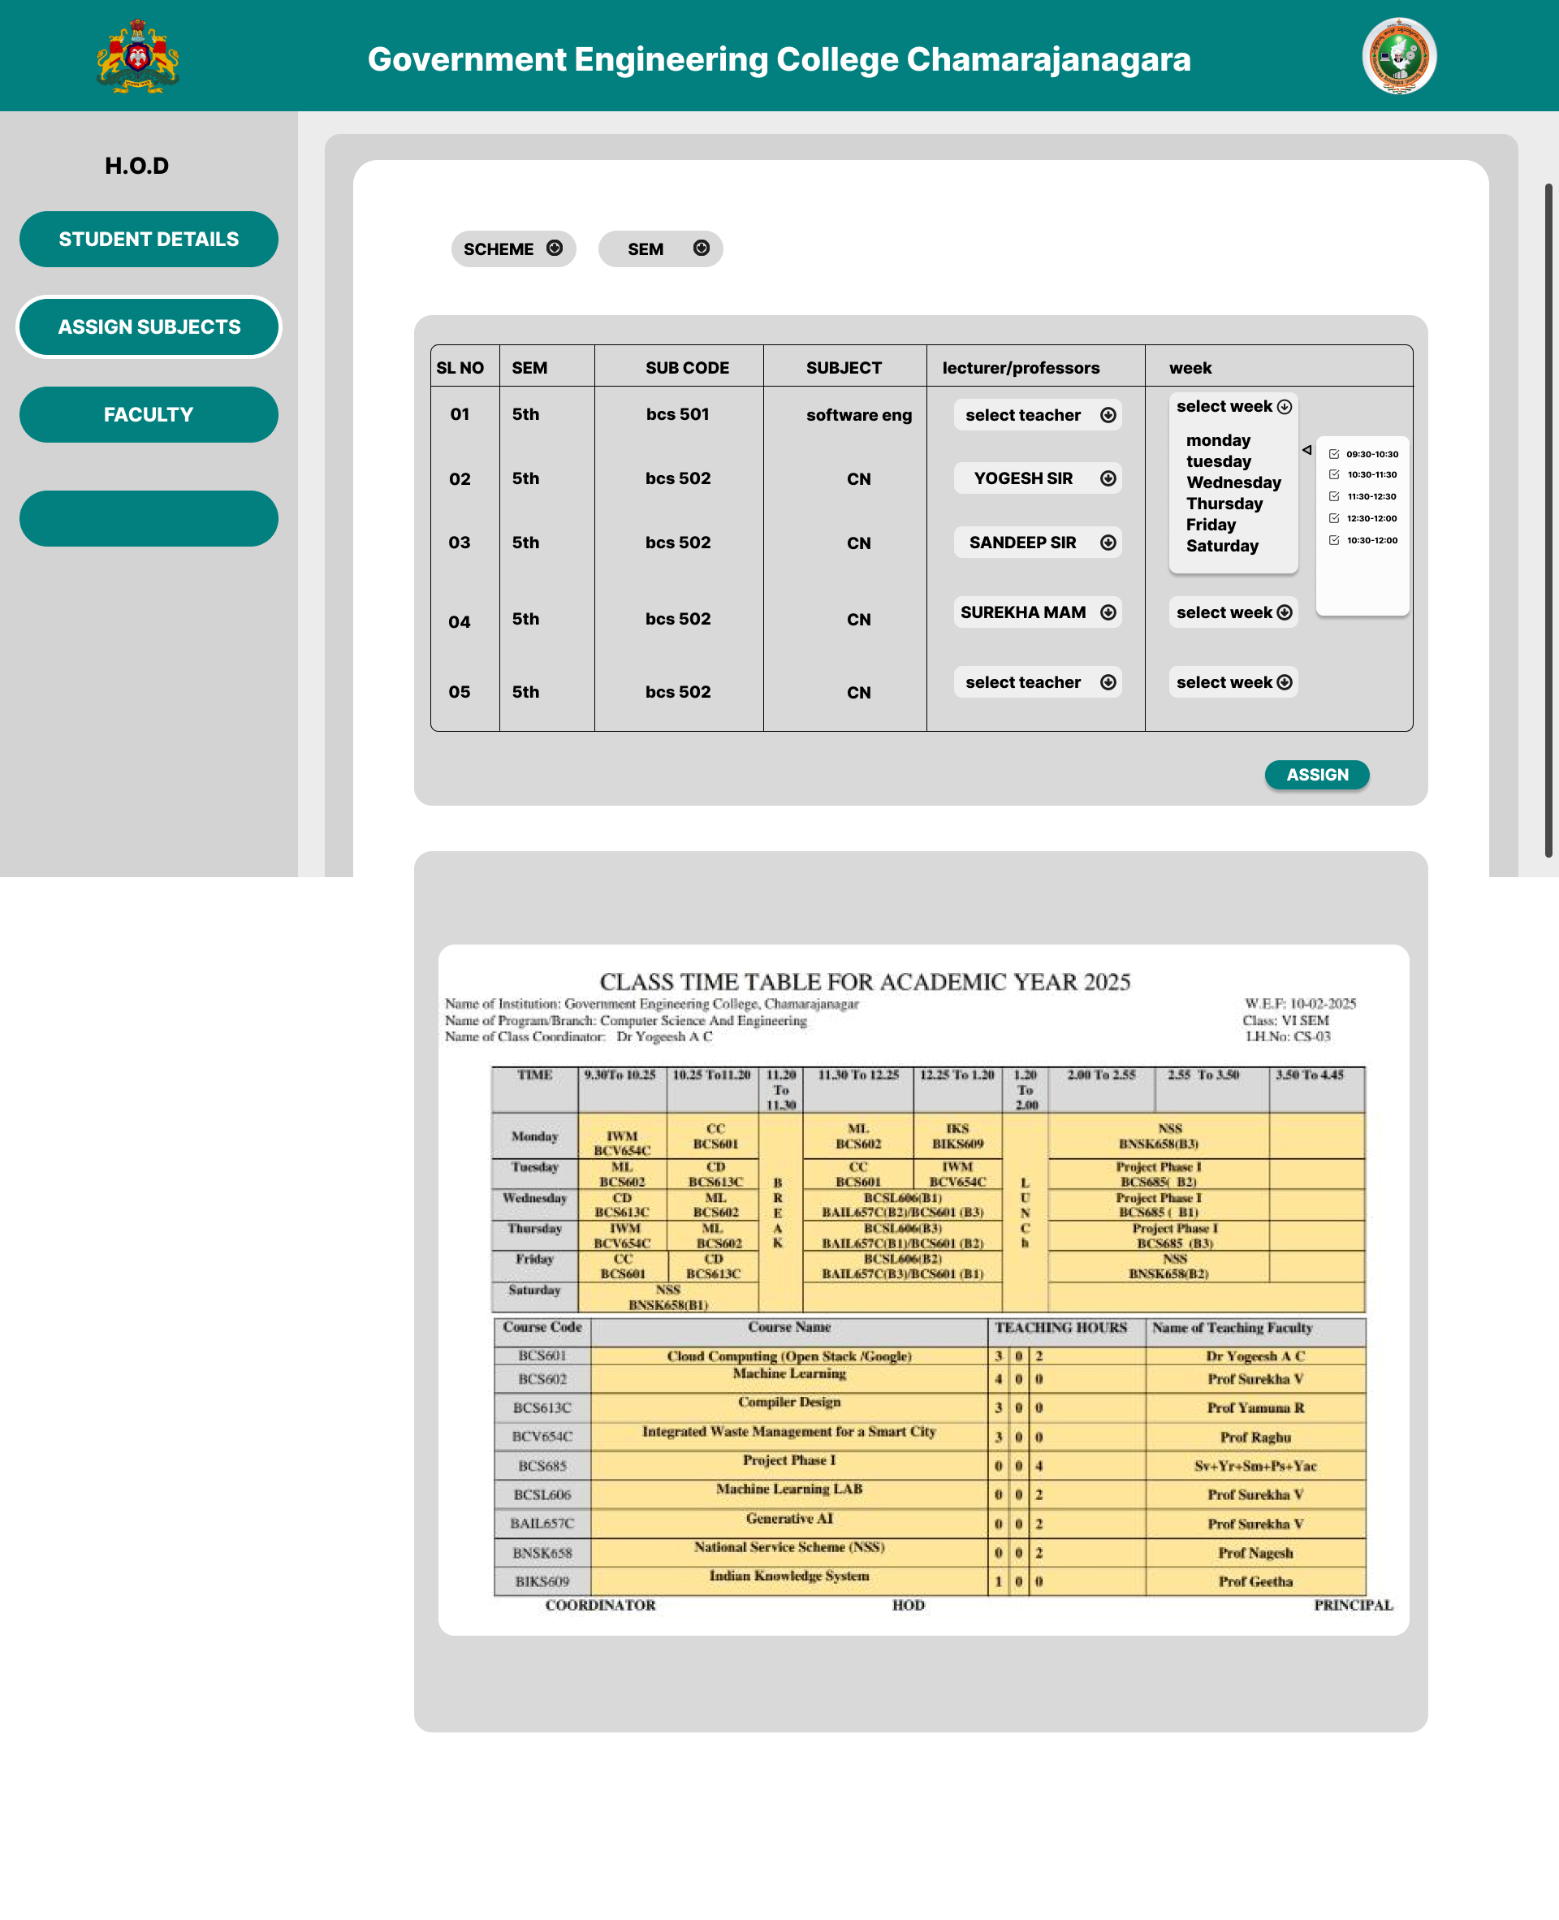 Government Engineering College Chamarajanagara
H.O.D
STUDENT DETAILS
ASSIGN SUBJECTS
FACULTY
SCHEME SEM
SL NO SEM SUB CODE SUBJECT lecturer/professors week
01 5th bcs 501 software eng select teacher select week
monday
tuesday
Wednesday
Thursday
Friday
Saturday
09:30-10:30
10:30-11:30
11:30-12:30
12:30-12:00
10:30-12:00
02 5th bcs 502 CN YOGESH SIR
03 5th bcs 502 CN SANDEEP SIR
04 5th bcs 502 CN SUREKHA MAM select week
05 5th bcs 502 CN select teacher select week
ASSIGN
CLASS TIME TABLE FOR ACADEMIC YEAR 2025
Name of Institution: Government Engineering College, Chamarajanagar W.E.F: 10-02-2025
Name of Program/Branch: Computer Science And Engineering Class: VI SEM
Name of Class Coordinator: Dr Yogeesh A C LH.No: CS-03
TIME 9.30To 10.25 10.25 To11.20 11.20 To 11.30 11.30 To 12.25 12.25 To 1.20 1.20 To 2.00 2.00 To 2.55 2.55 To 3.50 3.50 To 4.45
Monday IWM BCV654C CC BCS601 ML BCS602 IKS BIKS609 NSS BNSK658(B3)
Tuesday ML BCS602 CD BCS613C CC BCS601 IWM BCV654C Project Phase I BCS685( B2)
Wednesday CD BCS613C ML BCS602 BCSL606(B1) BAIL657C(B2)/BCS601 (B3) Project Phase I BCS685 ( B1)
Thursday IWM BCV654C ML BCS602 BCSL606(B3) BAIL657C(B1)/BCS601 (B2) Project Phase I BCS685 (B3)
Friday CC BCS601 CD BCS613C BCSL606(B2) BAIL657C(B3)/BCS601 (B1) NSS BNSK658(B2)
Saturday NSS BNSK658(B1)
BREAK
LUNCh
Course Code Course Name TEACHING HOURS Name of Teaching Faculty
BCS601 Cloud Computing (Open Stack /Google) 3 0 2 Dr Yogeesh A C
BCS602 Machine Learning 4 0 0 Prof Surekha V
BCS613C Compiler Design 3 0 0 Prof Yamuna R
BCV654C Integrated Waste Management for a Smart City 3 0 0 Prof Raghu
BCS685 Project Phase I 0 0 4 Sv+Yr+Sm+Ps+Yac
BCSL606 Machine Learning LAB 0 0 2 Prof Surekha V
BAIL657C Generative AI 0 0 2 Prof Surekha V
BNSK658 National Service Scheme (NSS) 0 0 2 Prof Nagesh
BIKS609 Indian Knowledge System 1 0 0 Prof Geetha
COORDINATOR HOD PRINCIPAL